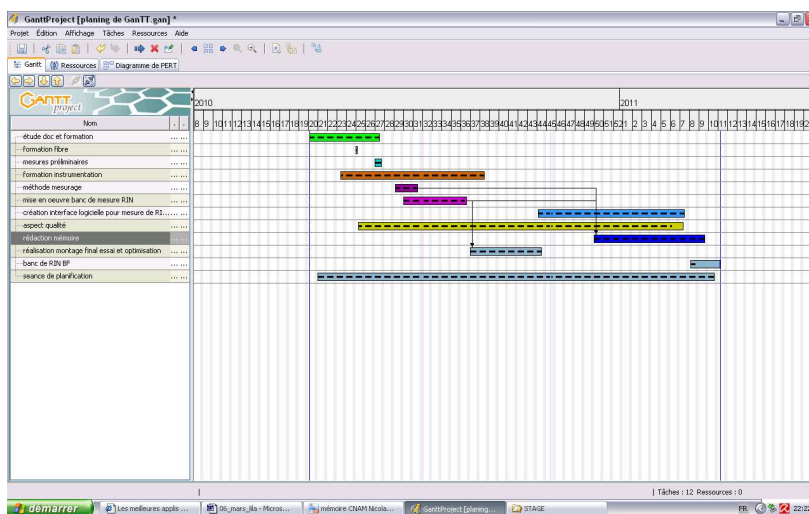 GanttProject [planing de GanTT.gan] *
Projet Édition Affichage Tâches Ressources Aide
Gantt Ressources Diagramme de PERT
GANTT project
2010 2011
Nom
8 9 10 11 12 13 14 15 16 17 18 19 20 21 22 23 24 25 26 27 28 29 30 31 32 33 34 35 36 37 38 39 40 41 42 43 44 45 46 47 48 49 50 51 52 1 2 3 4 5 6 7 8 9 10 11 12 13 14 15 16 17 18 19
étude doc et formation
formation fibre
mesures préliminaires
formation instrumentation
méthode mesurage
mise en oeuvre banc de mesure RIN
création interface logicielle pour mesure de RI...
aspect qualité
rédaction mémoire
réalisation montage final essai et optimisation
banc de RIN BF
seance de planification
Tâches : 12 Ressources : 0
démarrer Les meilleures applis ... 06_mars_lila - Micros... mémoire CNAM Nicola... GanttProject [planing... STAGE FR